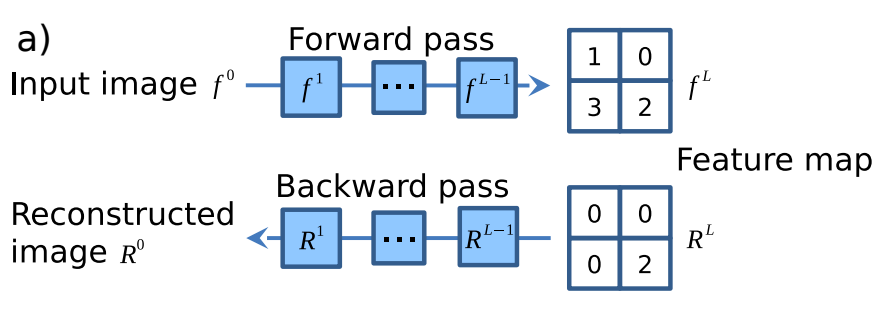 a)
Forward pass
Input image f⁰
f¹ ... f^{L-1}
1 0
3 2
f^L
Feature map
Backward pass
Reconstructed
image R⁰
R¹ ... R^{L-1}
0 0
0 2
R^L